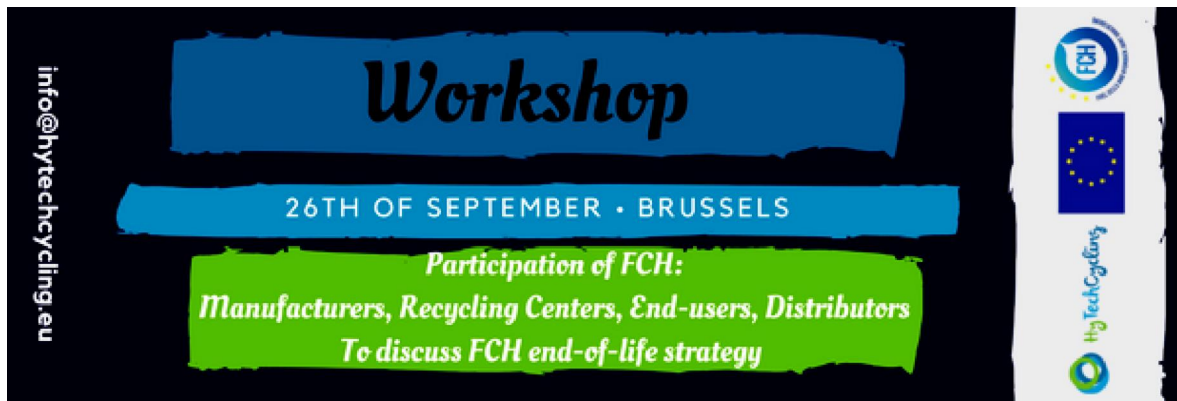 info@hytechcycling.eu
Workshop
26TH OF SEPTEMBER • BRUSSELS
Participation of FCH:
Manufacturers, Recycling Centers, End-users, Distributors
To discuss FCH end-of-life strategy
FCH
HyTechCycling